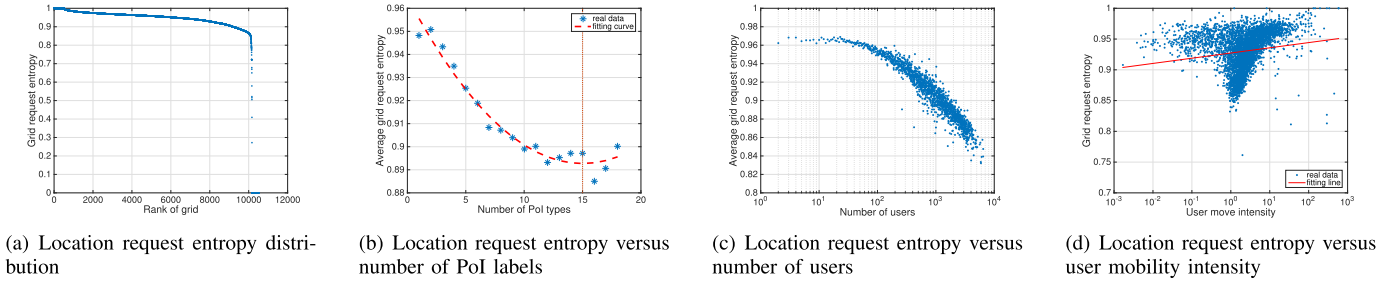 1
0.9
0.8
0.7
0.6
0.5
0.4
0.3
0.2
0.1
0
Grid request entropy
0 2000 4000 6000 8000 10000 12000
Rank of grid
0.96
0.95
0.94
0.93
0.92
0.91
0.9
0.89
0.88
Average grid request entropy
real data
fitting curve
0 5 10 15 20
Number of PoI types
1
0.98
0.96
0.94
0.92
0.9
0.88
0.86
0.84
0.82
0.8
Average grid request entropy
10^0 10^1 10^2 10^3 10^4
Number of users
1
0.95
0.9
0.85
0.8
0.75
0.7
Grid request entropy
real data
fitting line
10^-3 10^-2 10^-1 10^0 10^1 10^2 10^3
User move intensity
(a) Location request entropy distri-
bution
(b) Location request entropy versus
number of PoI labels
(c) Location request entropy versus
number of users
(d) Location request entropy versus
user mobility intensity